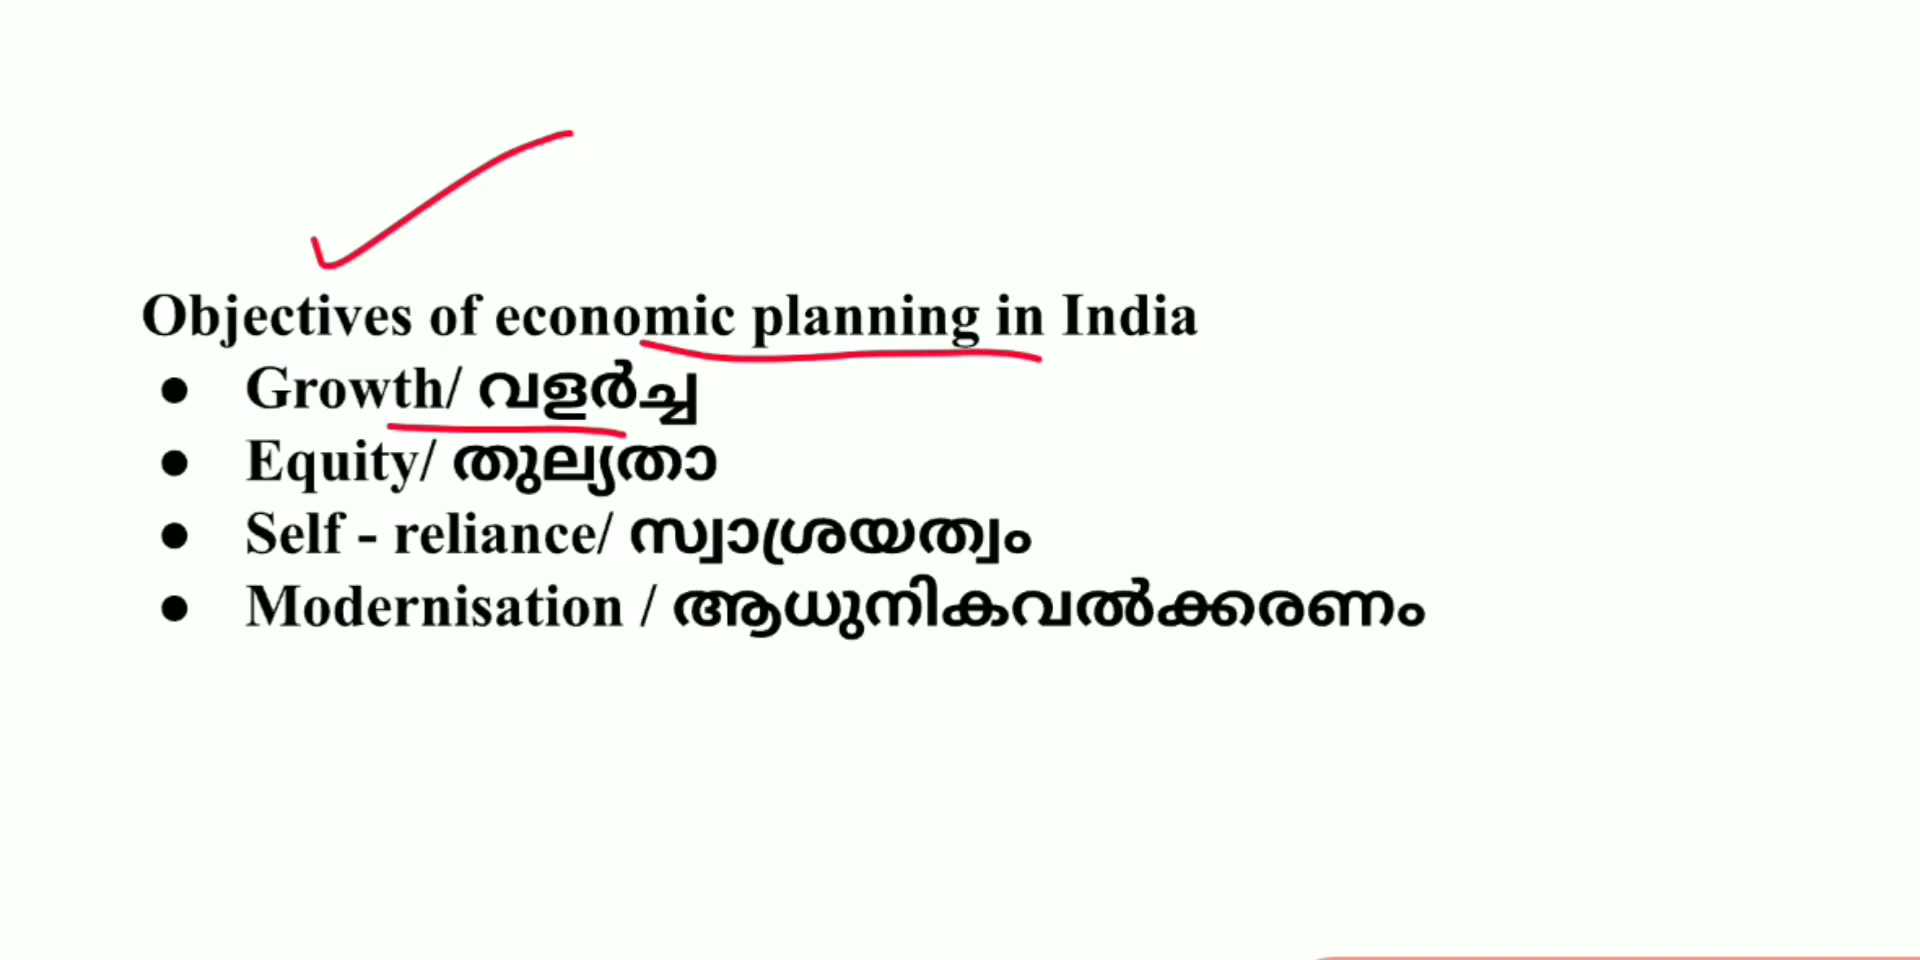 Objectives of economic planning in India
● Growth/ വളർച്ച
● Equity/ തുല്യതാ
● Self - reliance/ സ്വാശ്രയത്വം
● Modernisation / ആധുനികവൽക്കരണം